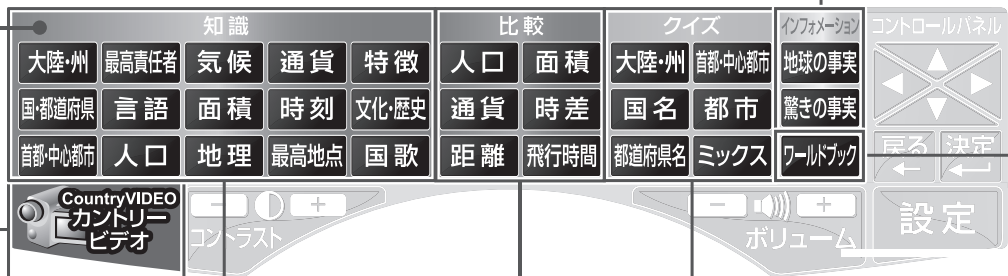 知識 比較 クイズ インフォメーション コントロールパネル
大陸・州 最高責任者 気候 通貨 特徴 人口 面積 大陸・州 首都・中心都市 地球の事実
国・都道府県 言語 面積 時刻 文化・歴史 通貨 時差 国名 都市 驚きの事実
首都・中心都市 人口 地理 最高地点 国歌 距離 飛行時間 都道府県名 ミックス ワールドブック 戻る 決定
CountryVIDEO
カントリー
ビデオ
コントラスト
ボリューム
設定